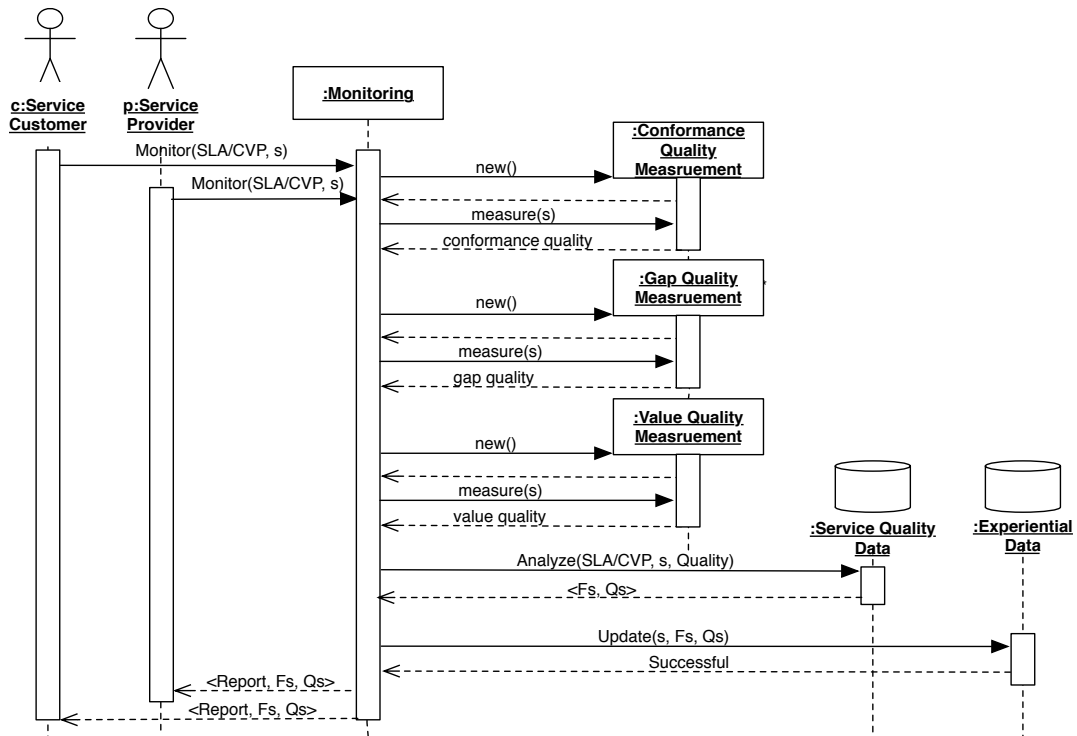 c:Service
Customer
p:Service
Provider
:Monitoring
:Conformance
Quality
Measruement
Monitor(SLA/CVP, s)
new()
Monitor(SLA/CVP, s)
measure(s)
conformance quality
:Gap Quality
Measruement
new()
measure(s)
gap quality
:Value Quality
Measruement
new()
measure(s)
value quality
:Service Quality
Data
:Experiential
Data
Analyze(SLA/CVP, s, Quality)
<Fs, Qs>
Update(s, Fs, Qs)
Successful
<Report, Fs, Qs>
<Report, Fs, Qs>